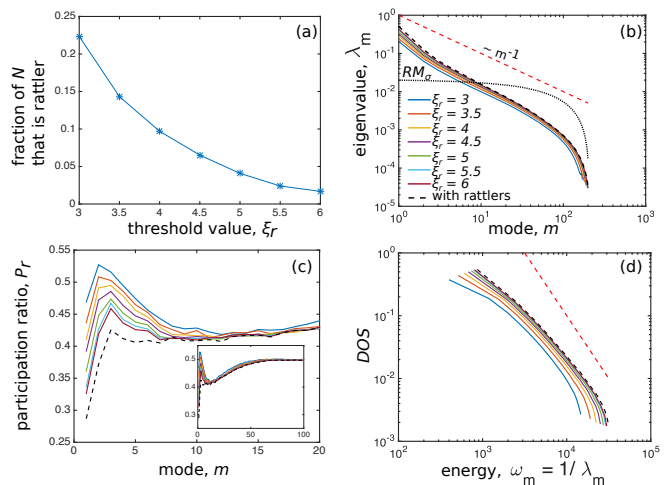 0.25
0.2
0.15
0.1
0.05
0
3
3.5
4
4.5
5
5.5
6
fraction of N
that is rattler
threshold value, ξr
(a)
10^0
10^-1
10^-2
10^-3
10^-4
10^-5
10^0
10^1
10^2
10^3
eigenvalue, λm
mode, m
(b)
~ m^-1
RMσ
ξr = 3
ξr = 3.5
ξr = 4
ξr = 4.5
ξr = 5
ξr = 5.5
ξr = 6
with rattlers
0.55
0.5
0.45
0.4
0.35
0.3
0.25
0
5
10
15
20
participation ratio, Pr
mode, m
(c)
0.5
0.4
0.3
0
50
100
10^0
10^-1
10^-2
10^-3
10^2
10^3
10^4
10^5
DOS
energy, ωm = 1/ λm
(d)